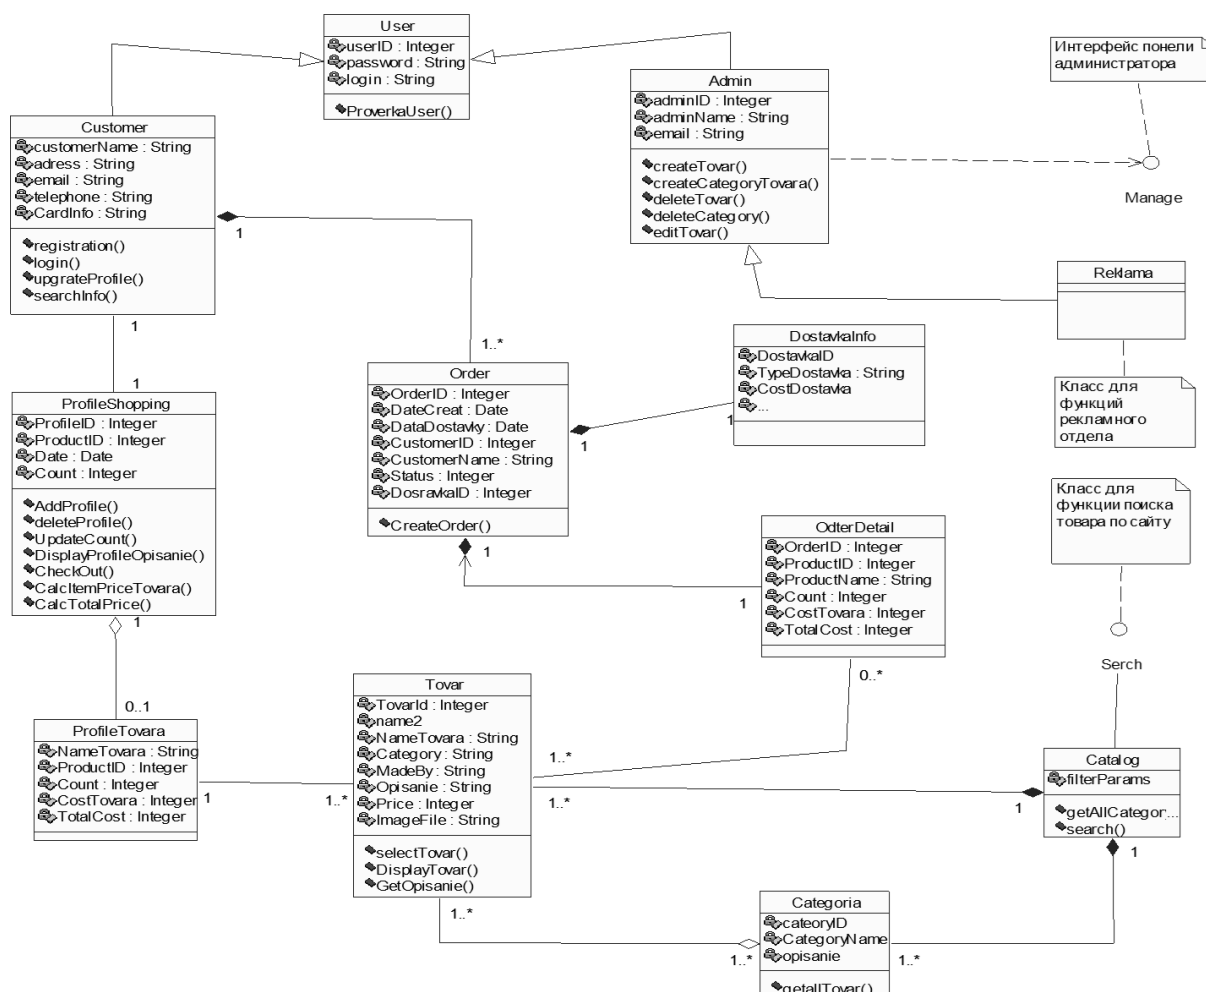 User
userID : Integer
password : String
login : String
ProverkaUser()
Admin
adminID : Integer
adminName : String
email : String
createTovar()
createCategoryTovara()
deleteTovar()
deleteCategory()
editTovar()
Интерфейс понели
администратора
Manage
Customer
customerName : String
adress : String
email : String
telephone : String
CardInfo : String
registration()
login()
upgrateProfile()
searchInfo()
1
1
1..*
1
Reklama
Класс для
функций
рекламного
отдела
DostavkaInfo
DostavkaID
TypeDostavka : String
CostDostavka
...
1
1
Order
OrderID : Integer
DateCreat : Date
DataDostavky : Date
CustomerID : Integer
CustomerName : String
Status : Integer
DosravkaID : Integer
CreateOrder()
1
1
ProfileShopping
ProfileID : Integer
ProductID : Integer
Date : Date
Count : Integer
AddProfile()
deleteProfile()
UpdateCount()
DisplayProfileOpisanie()
CheckOut()
CalcItemPriceTovara()
CalcTotalPrice()
1
0..1
Класс для
функции поиска
товара по сайту
Serch
OdterDetail
OrderID : Integer
ProductID : Integer
ProductName : String
Count : Integer
CostTovara : Integer
TotalCost : Integer
0..*
1..*
ProfileTovara
NameTovara : String
ProductID : Integer
Count : Integer
CostTovara : Integer
TotalCost : Integer
1
1..*
Tovar
TovarId : Integer
name2
NameTovara : String
Category : String
MadeBy : String
Opisanie : String
Price : Integer
ImageFile : String
selectTovar()
DisplayTovar()
GetOpisanie()
1..*
1
Catalog
filterParams
getAllCategor...
search()
1
1..*
1..*
1..*
Categoria
cateoryID
CategoryName
opisanie
getallTovar()